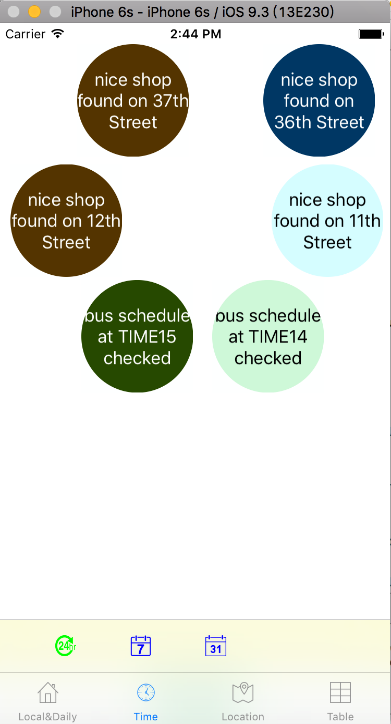 iPhone 6s - iPhone 6s / iOS 9.3 (13E230)
Carrier 2:44 PM
nice shop
found on 37th
Street
nice shop
found on
36th Street
nice shop
found on 12th
Street
nice shop
found on 11th
Street
bus schedule
at TIME15
checked
bus schedule
at TIME14
checked
24hr 7 31
Local&Daily Time Location Table